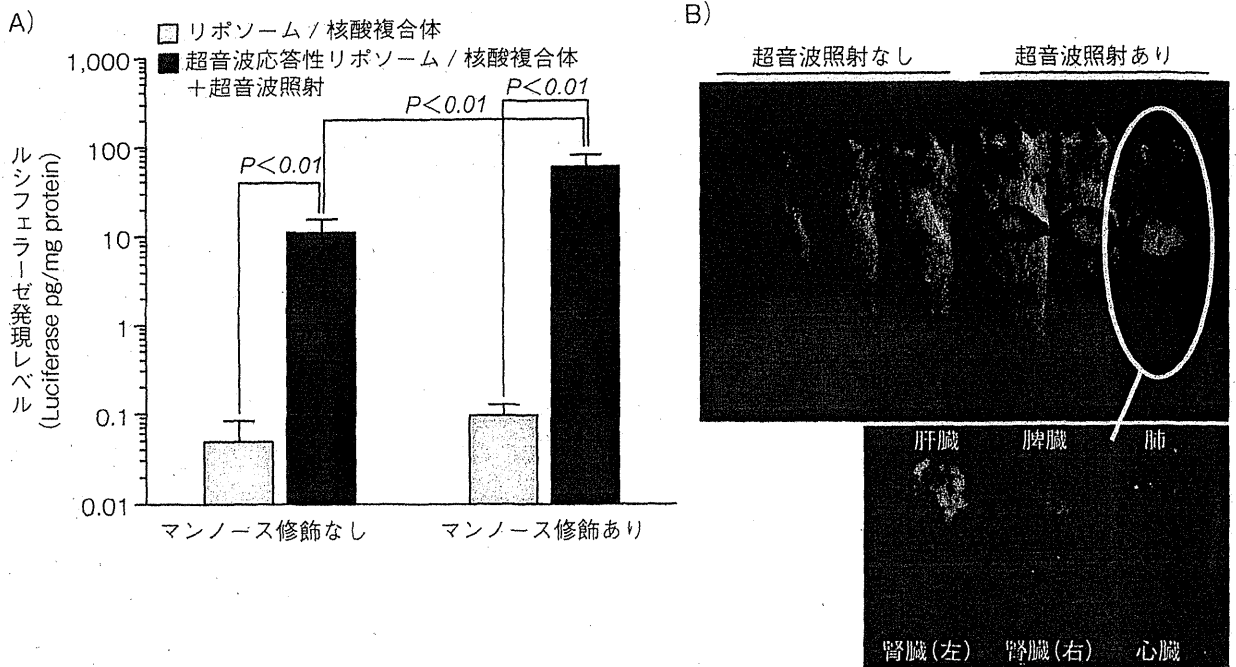 A)
□ リポソーム / 核酸複合体
■ 超音波応答性リポソーム / 核酸複合体
＋超音波照射
1,000
100
10
1
0.1
0.01
ルシフェラーゼ発現レベル
(Luciferase pg/mg protein)
P<0.01
P<0.01
P<0.01
マンノース修飾なし
マンノース修飾あり
B)
超音波照射なし
超音波照射あり
肝臓
脾臓
肺
腎臓(左)
腎臓(右)
心臓